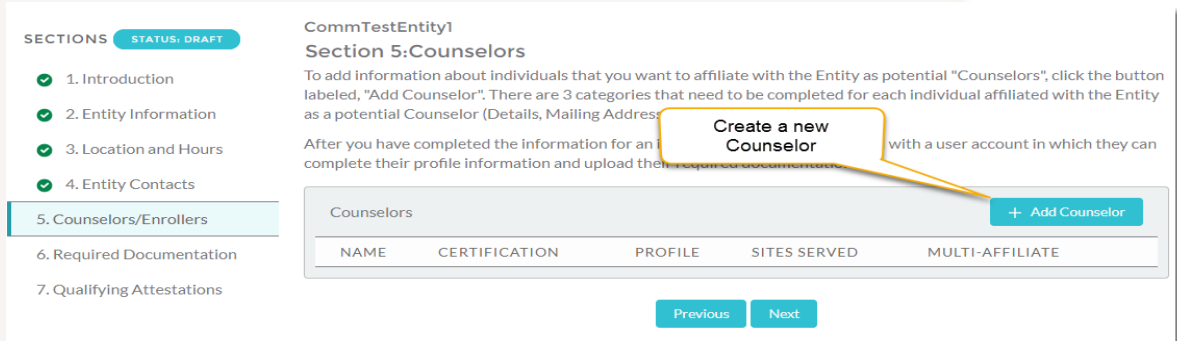 SECTIONS STATUS: DRAFT
1. Introduction
2. Entity Information
3. Location and Hours
4. Entity Contacts
5. Counselors/Enrollers
6. Required Documentation
7. Qualifying Attestations
CommTestEntity1
Section 5:Counselors
To add information about individuals that you want to affiliate with the Entity as potential "Counselors", click the button
labeled, "Add Counselor". There are 3 categories that need to be completed for each individual affiliated with the Entity
as a potential Counselor (Details, Mailing Address
Create a new
Counselor
After you have completed the information for an with a user account in which they can
complete their profile information and upload their required documentation
Counselors + Add Counselor
NAME CERTIFICATION PROFILE SITES SERVED MULTI-AFFILIATE
Previous Next